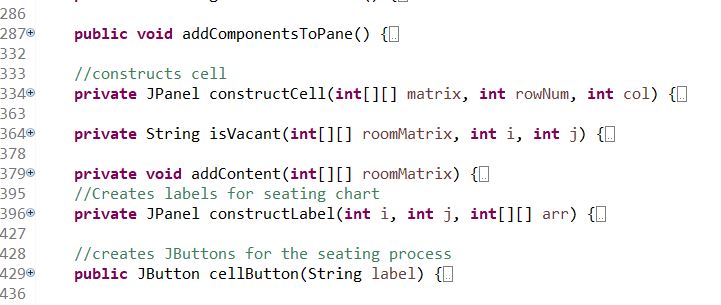 286
287 public void addComponentsToPane() {
332
333 //constructs cell
334 private JPanel constructCell(int[][] matrix, int rowNum, int col) {
363
364 private String isVacant(int[][] roomMatrix, int i, int j) {
378
379 private void addContent(int[][] roomMatrix) {
395 //Creates labels for seating chart
396 private JPanel constructLabel(int i, int j, int[][] arr) {
427
428 //creates JButtons for the seating process
429 public JButton cellButton(String label) {
436